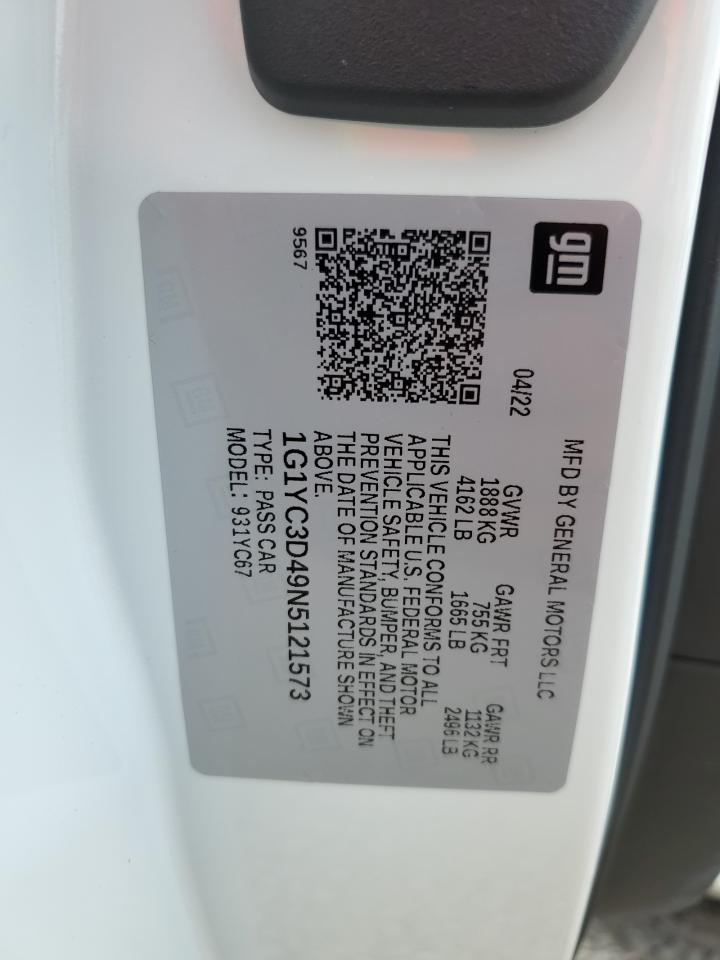 gm
MFD BY GENERAL MOTORS LLC
04/22
GVWR GAWR FRT GAWR RR
1888 KG 755 KG 1132 KG
4162 LB 1665 LB 2496 LB
THIS VEHICLE CONFORMS TO ALL
APPLICABLE U.S. FEDERAL MOTOR
VEHICLE SAFETY, BUMPER, AND THEFT
PREVENTION STANDARDS IN EFFECT ON
THE DATE OF MANUFACTURE SHOWN
ABOVE.
1G1YC3D49N5121573
TYPE: PASS CAR
MODEL: 931YC67
9567